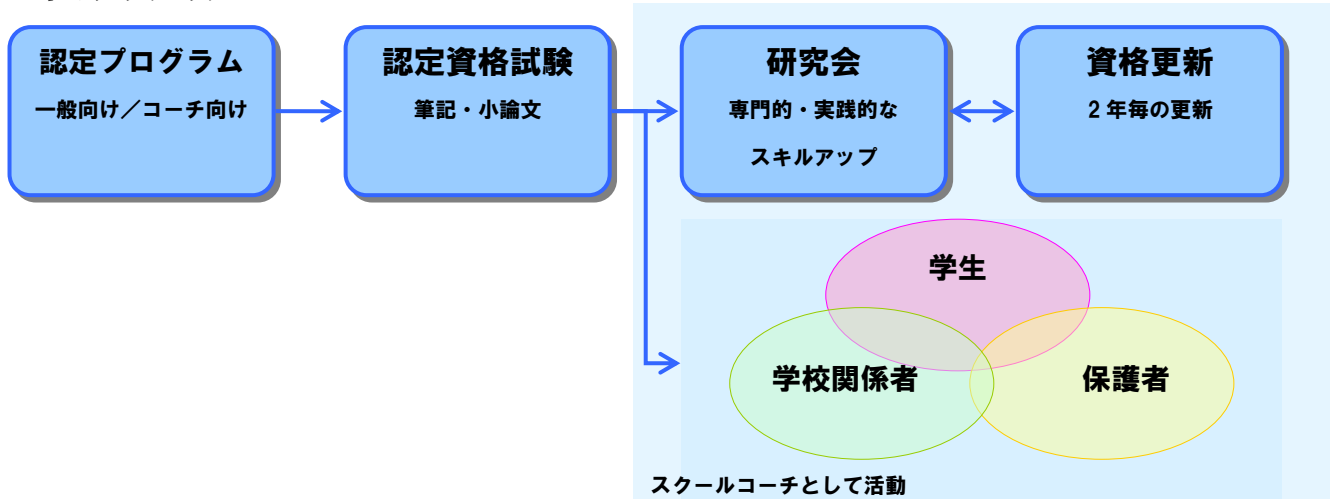 認定プログラム
一般向け／コーチ向け
認定資格試験
筆記・小論文
研究会
専門的・実践的な
スキルアップ
資格更新
2年毎の更新
学生
学校関係者
保護者
スクールコーチとして活動